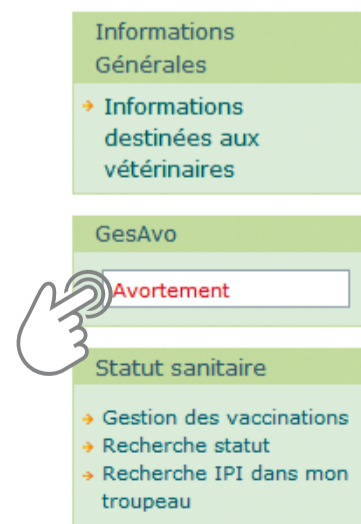 Informations
Générales
Informations
destinées aux
vétérinaires
GesAvo
Avortement
Statut sanitaire
Gestion des vaccinations
Recherche statut
Recherche IPI dans mon
troupeau